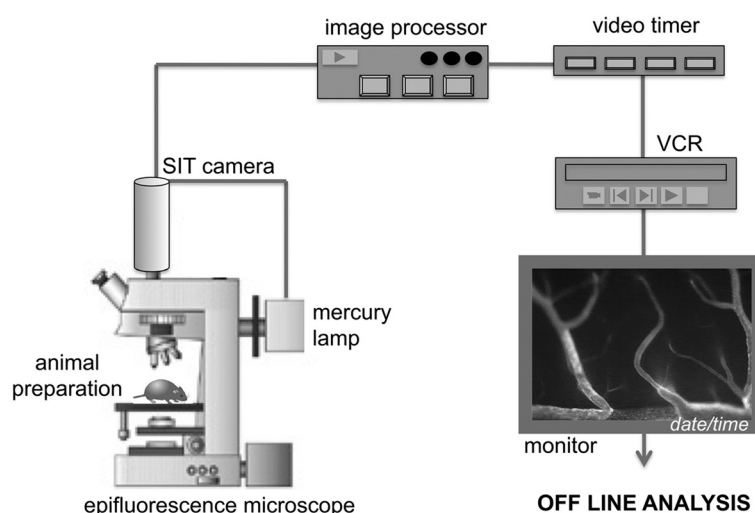 image processor
video timer
SIT camera
VCR
mercury
lamp
animal
preparation
date/time
monitor
epifluorescence microscope
OFF LINE ANALYSIS